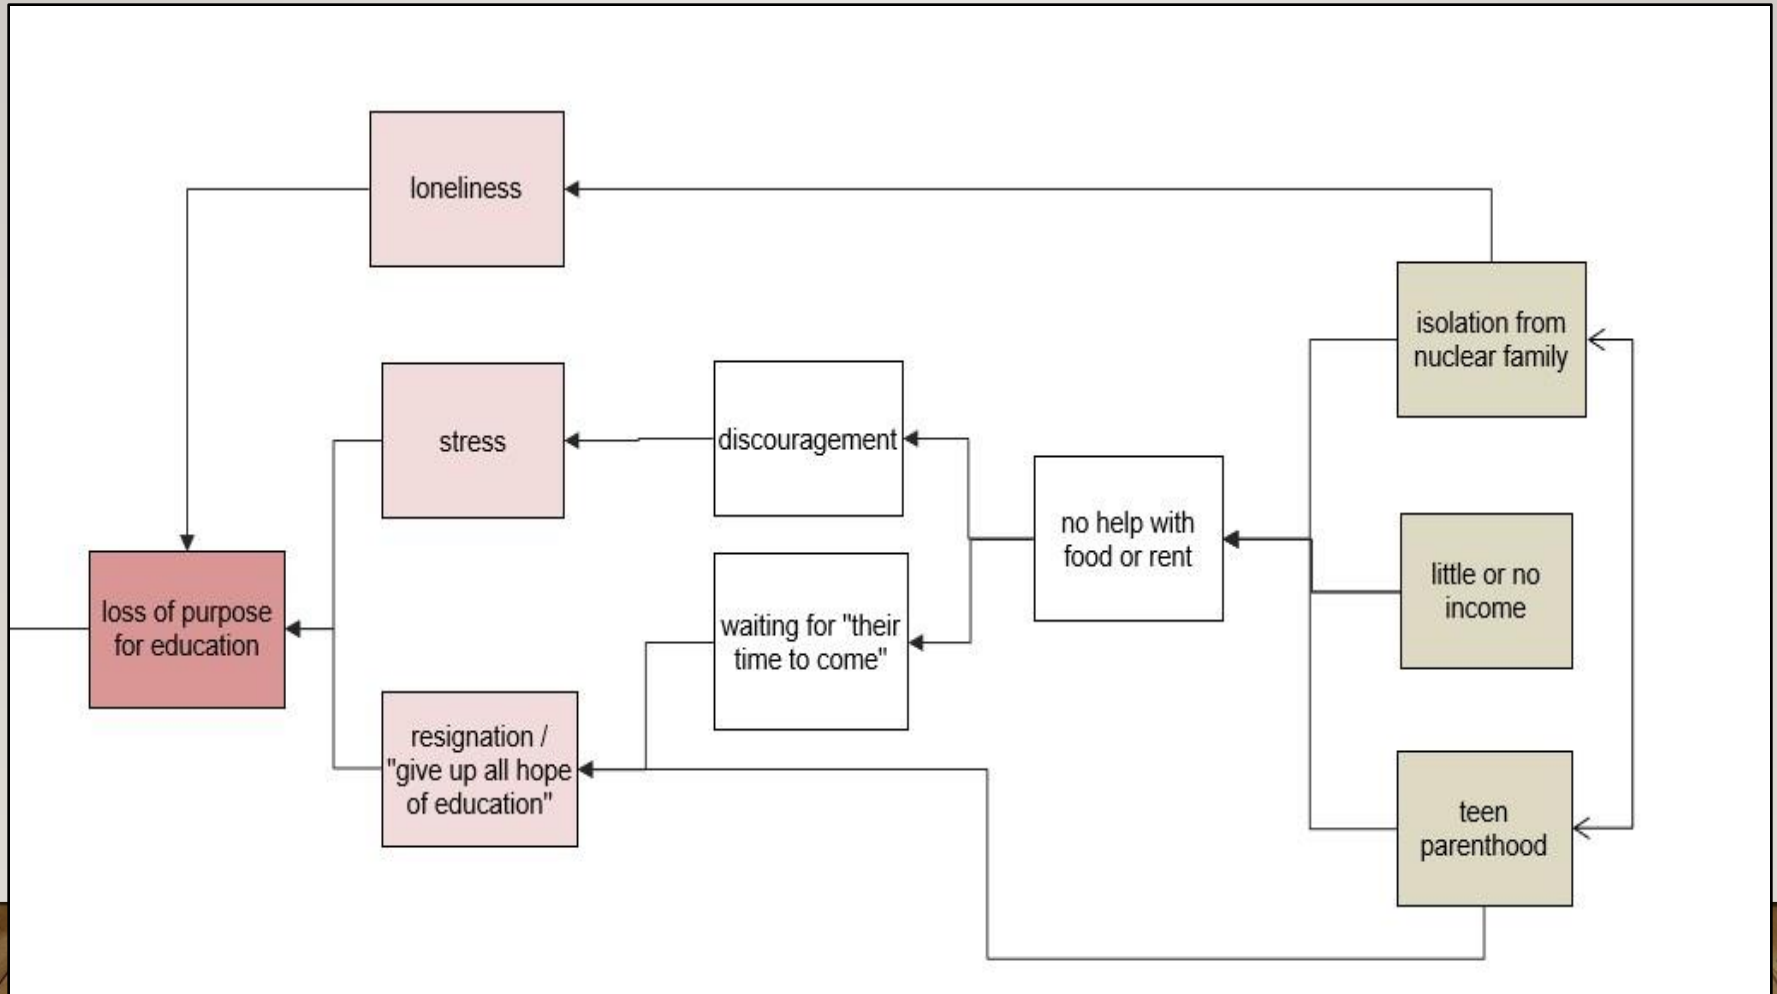 loneliness
isolation from
nuclear family
stress
discouragement
no help with
food or rent
little or no
income
loss of purpose
for education
waiting for "their
time to come"
resignation /
"give up all hope
of education"
teen
parenthood